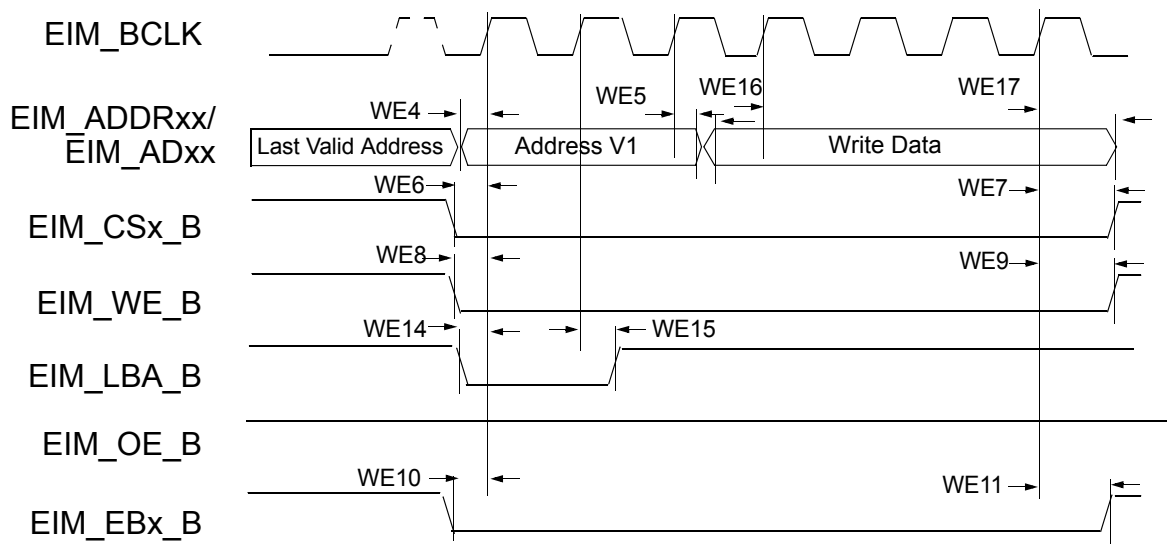 EIM_BCLK
WE5 WE16 WE17
WE4
EIM_ADDRxx/
EIM_ADxx
Last Valid Address Address V1 Write Data
WE6 WE7
EIM_CSx_B
WE8 WE9
EIM_WE_B
WE14 WE15
EIM_LBA_B
EIM_OE_B
WE10 WE11
EIM_EBx_B